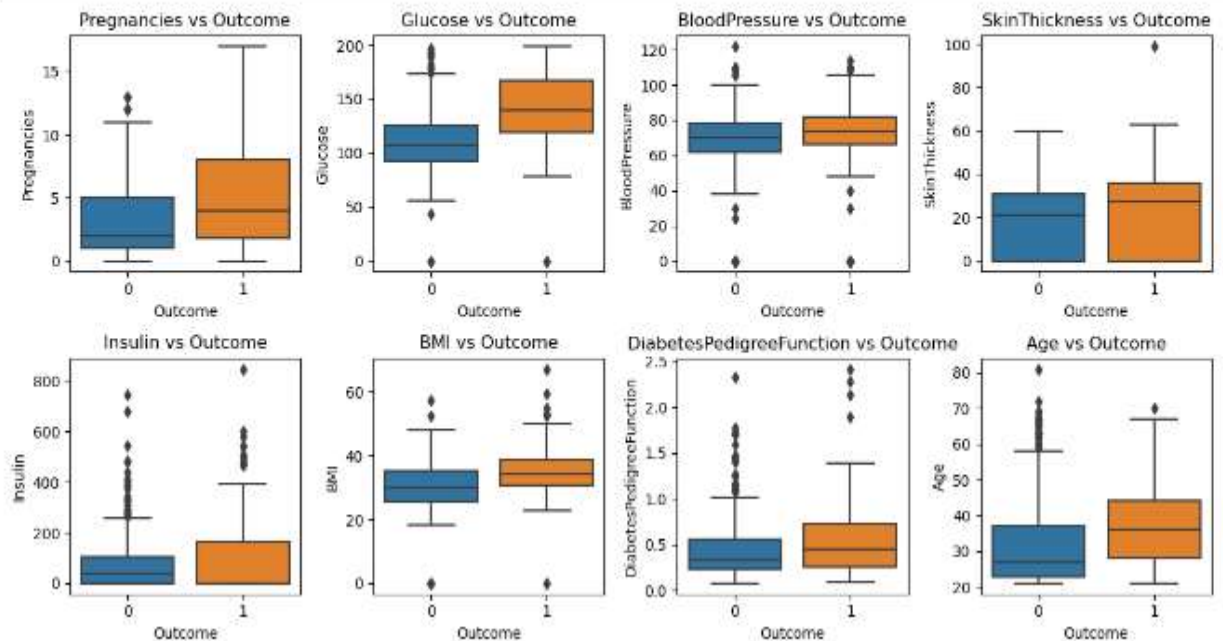 Pregnancies vs Outcome
Glucose vs Outcome
BloodPressure vs Outcome
SkinThickness vs Outcome
Pregnancies
15
10
5
0
0 1
Outcome
Glucose
200
150
100
50
0
0 1
Outcome
BloodPressure
120
100
80
60
40
20
0
0 1
Outcome
SkinThickness
100
80
60
40
20
0
0 1
Outcome
Insulin vs Outcome
BMI vs Outcome
DiabetesPedigreeFunction vs Outcome
Age vs Outcome
Insulin
800
600
400
200
0
0 1
Outcome
BMI
60
40
20
0
0 1
Outcome
DiabetesPedigreeFunction
2.5
2.0
1.5
1.0
0.5
0.0
0 1
Outcome
Age
80
70
60
50
40
30
20
0 1
Outcome